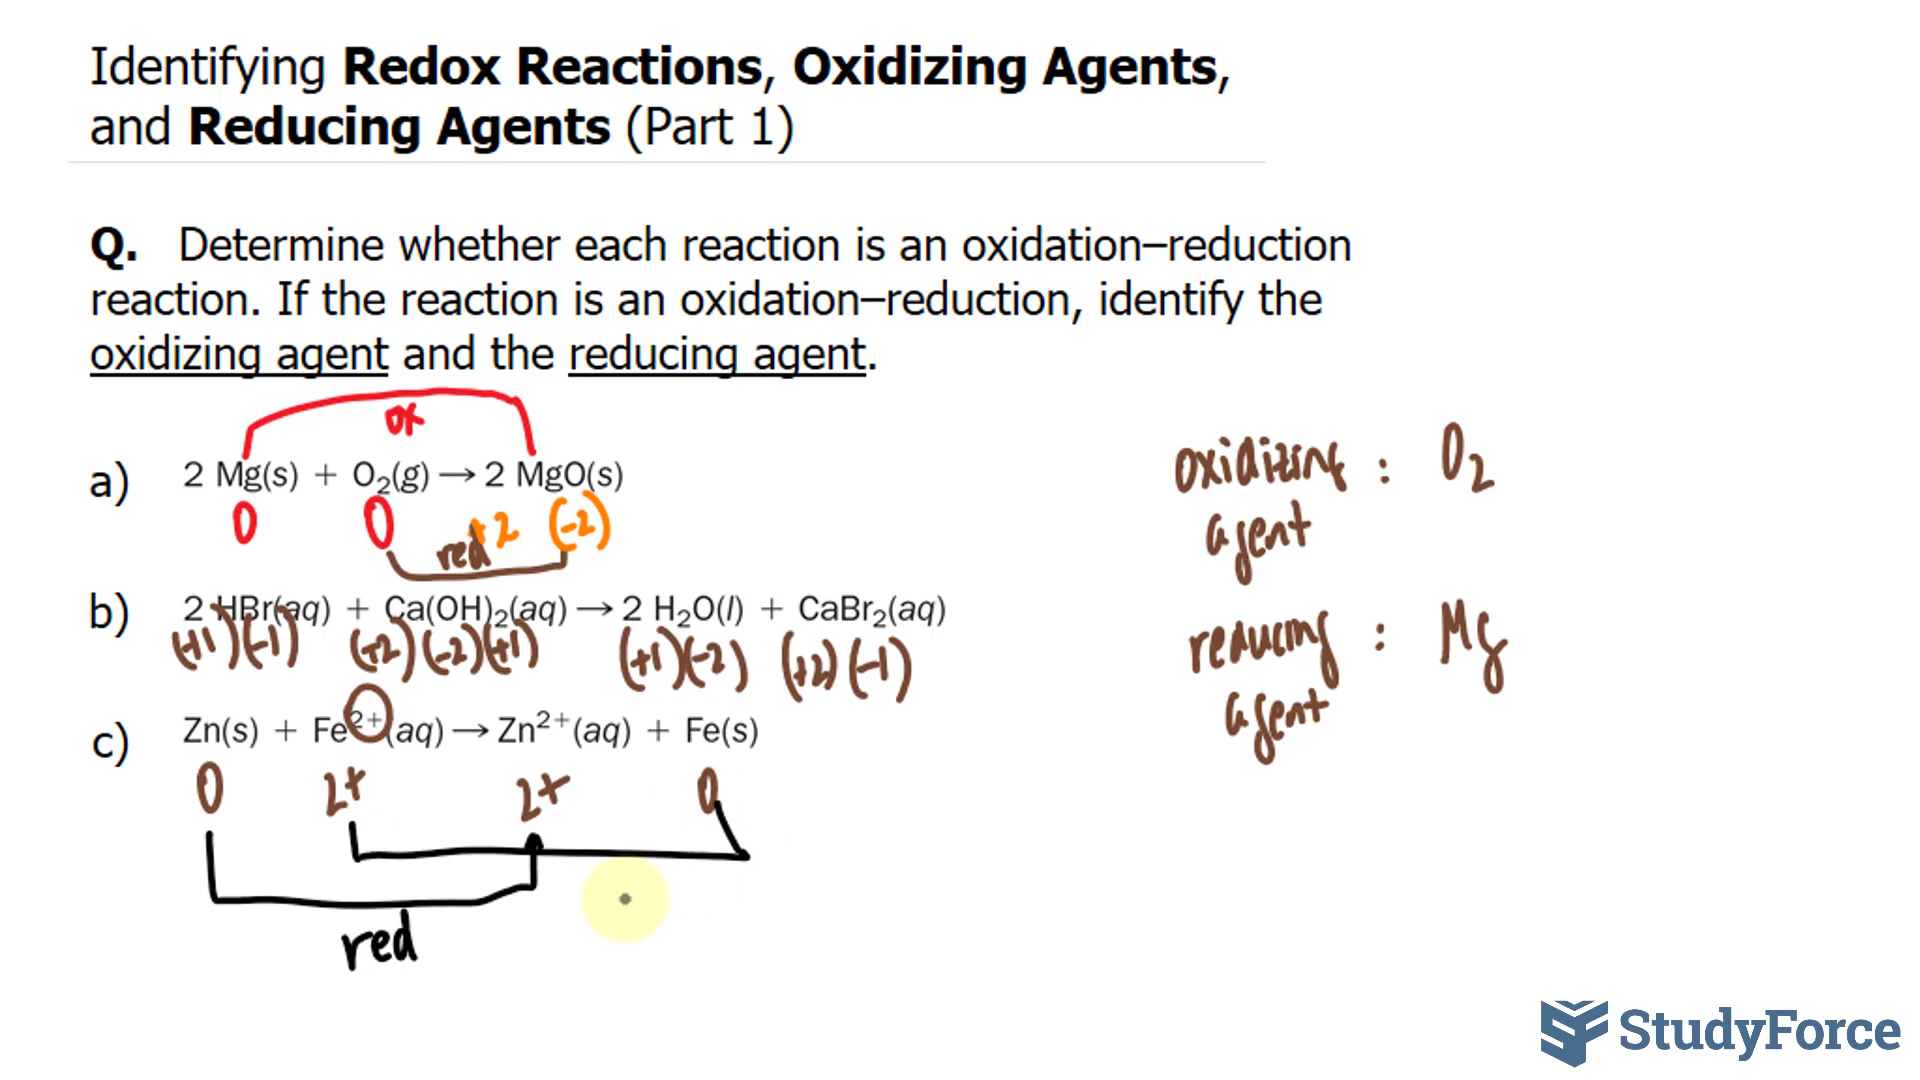 Identifying Redox Reactions, Oxidizing Agents,
and Reducing Agents (Part 1)
Q. Determine whether each reaction is an oxidation–reduction
reaction. If the reaction is an oxidation–reduction, identify the
oxidizing agent and the reducing agent.
ox
a) 2 Mg(s) + O₂(g) → 2 MgO(s)
0 0 +2 (-2)
red
b) 2 HBr(aq) + Ca(OH)₂(aq) → 2 H₂O(l) + CaBr₂(aq)
(+1)(-1) (+2)(-2)(+1) (+1)(-2) (+2)(-1)
c) Zn(s) + Fe²⁺(aq) → Zn²⁺(aq) + Fe(s)
0 2+ 2+ 0
red
oxidizing : O₂
agent
reducing : Mg
agent
StudyForce